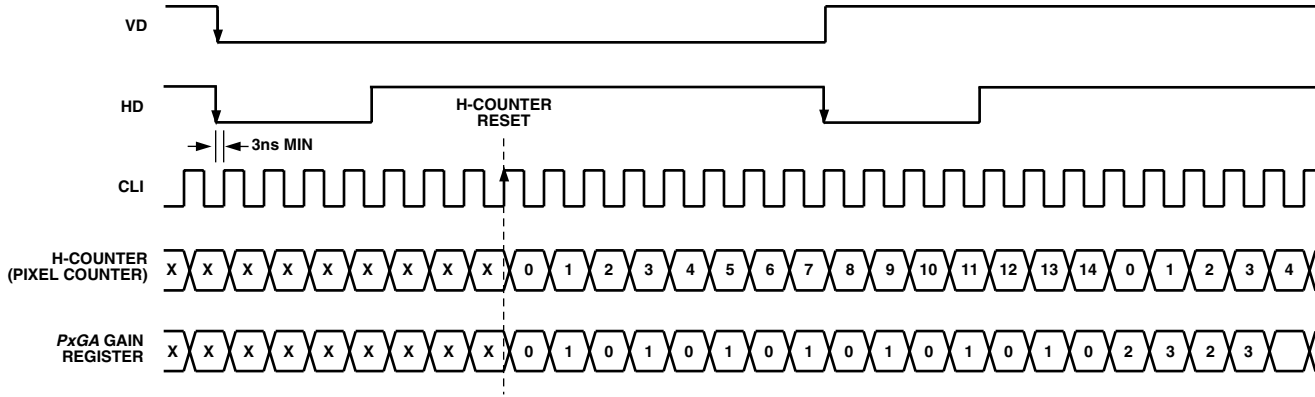 VD
HD
H-COUNTER
RESET
3ns MIN
CLI
H-COUNTER
(PIXEL COUNTER)
X X X X X X X X X 0 1 2 3 4 5 6 7 8 9 10 11 12 13 14 0 1 2 3 4
PxGA GAIN
REGISTER
X X X X X X X X X 0 1 0 1 0 1 0 1 0 1 0 1 0 1 0 2 3 2 3